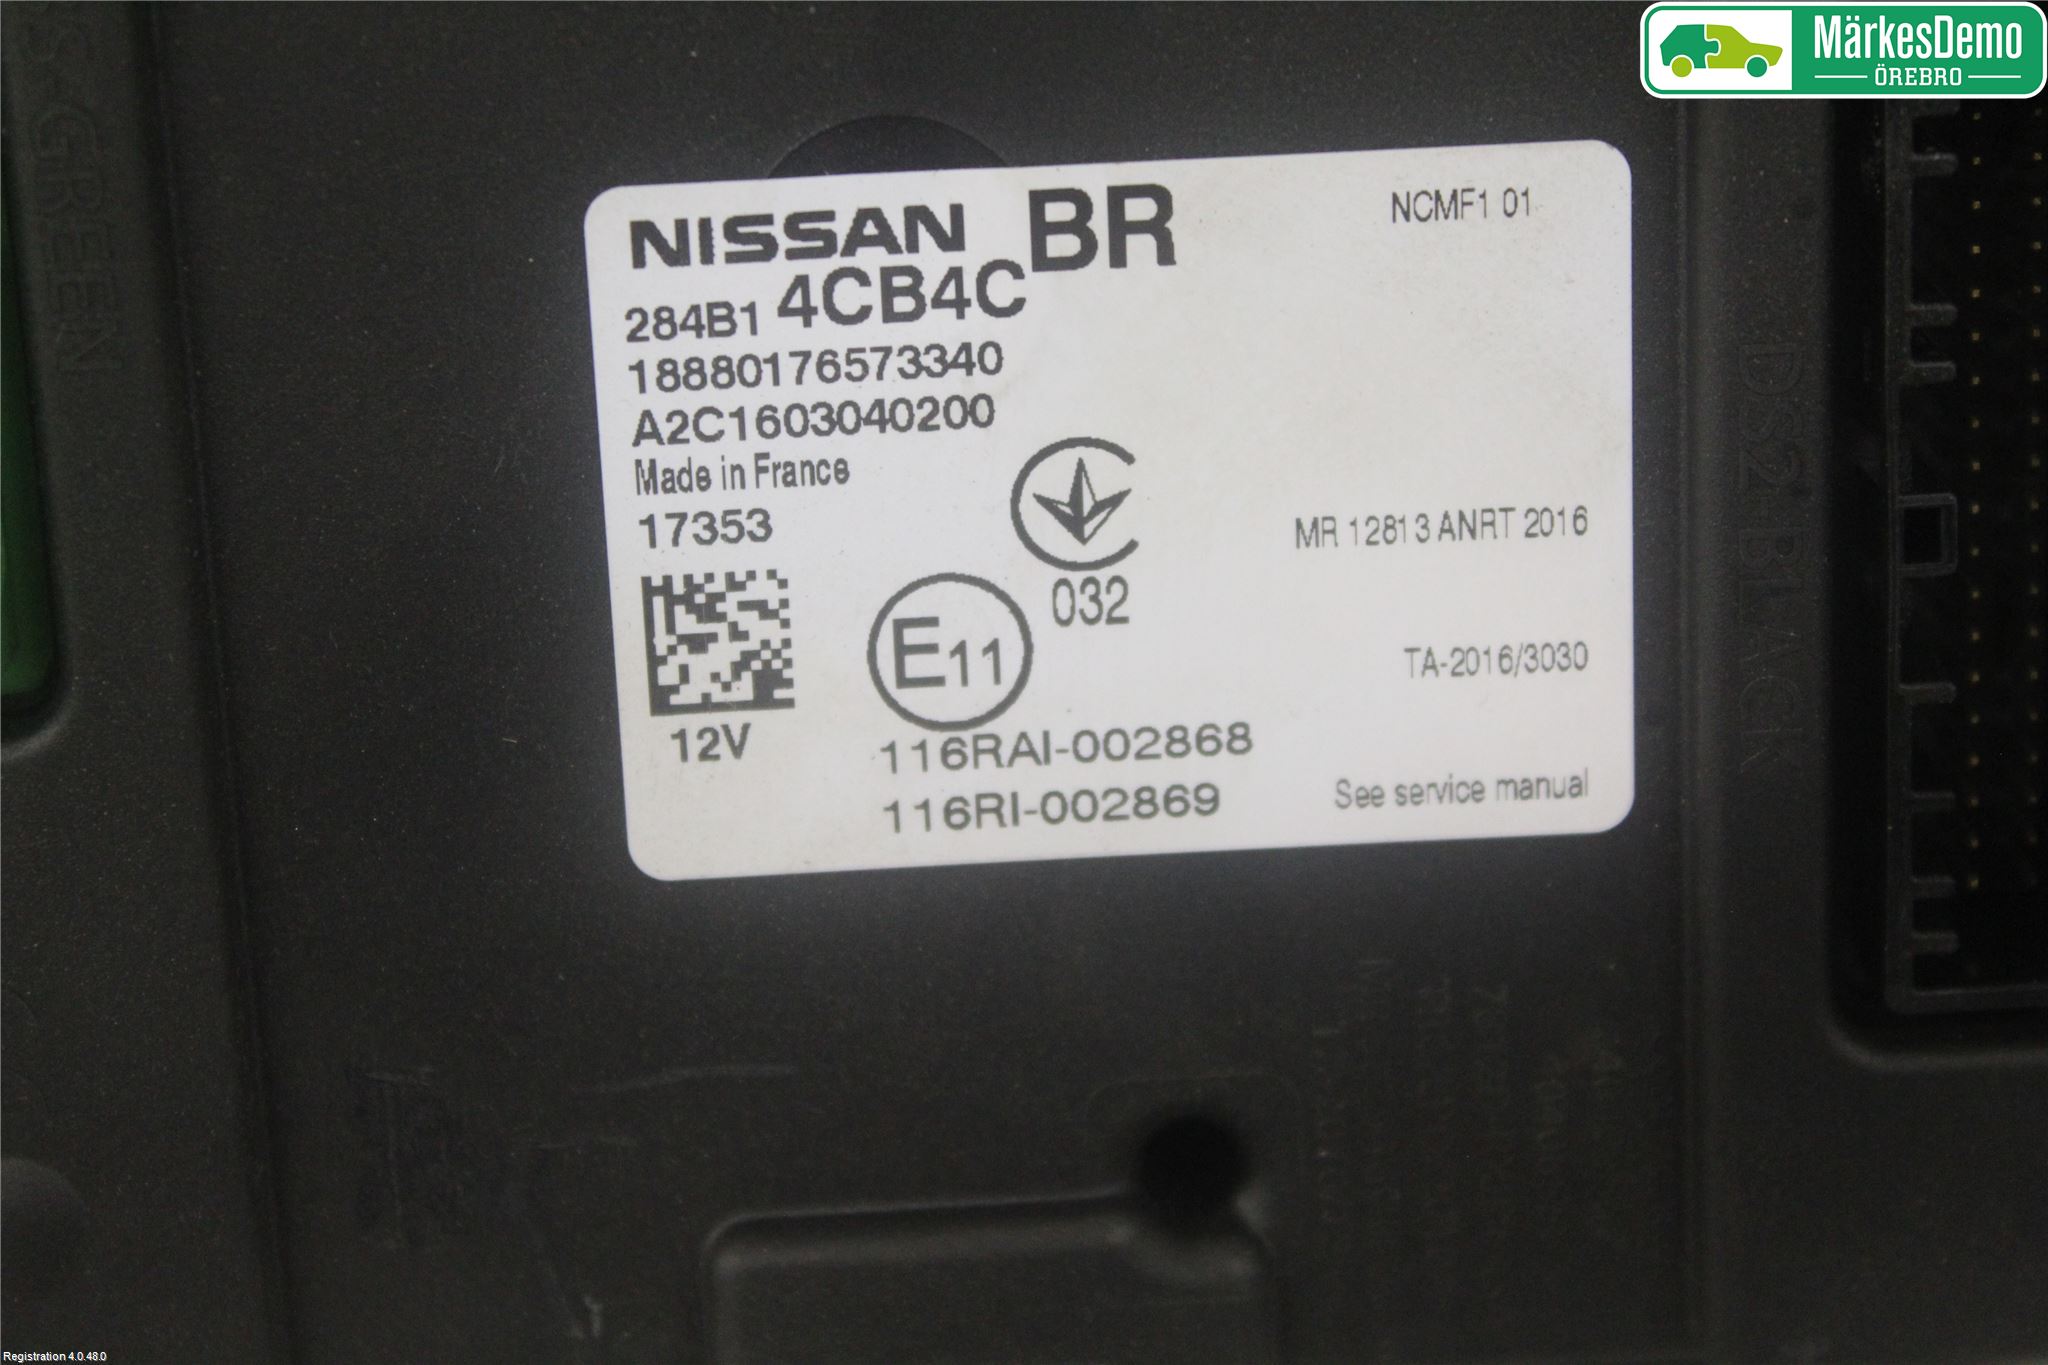 MärkesDemo
ÖREBRO
NISSAN BR
NCMF1 01
284B1 4CB4C
18880176573340
A2C1603040200
Made in France
17353
032
MR 12813 ANRT 2016
E11
TA-2016/3030
12V
116RAI-002868
116RI-002869
See service manual
GREEN
DS2-BLACK
Registration 4.0.48.0